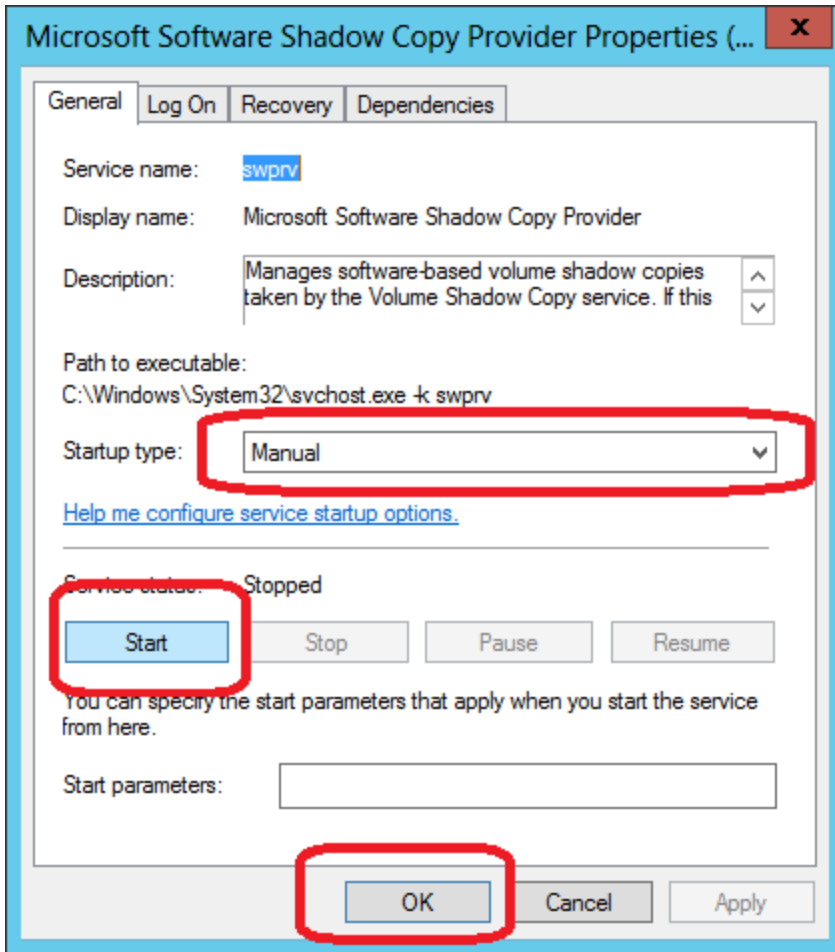 Microsoft Software Shadow Copy Provider Properties (...
X
General Log On Recovery Dependencies
Service name: swprv
Display name: Microsoft Software Shadow Copy Provider
Description: Manages software-based volume shadow copies
taken by the Volume Shadow Copy service. If this
Path to executable:
C:\Windows\System32\svchost.exe -k swprv
Startup type: Manual
Help me configure service startup options.
Service status: Stopped
Start Stop Pause Resume
You can specify the start parameters that apply when you start the service
from here.
Start parameters:
OK Cancel Apply